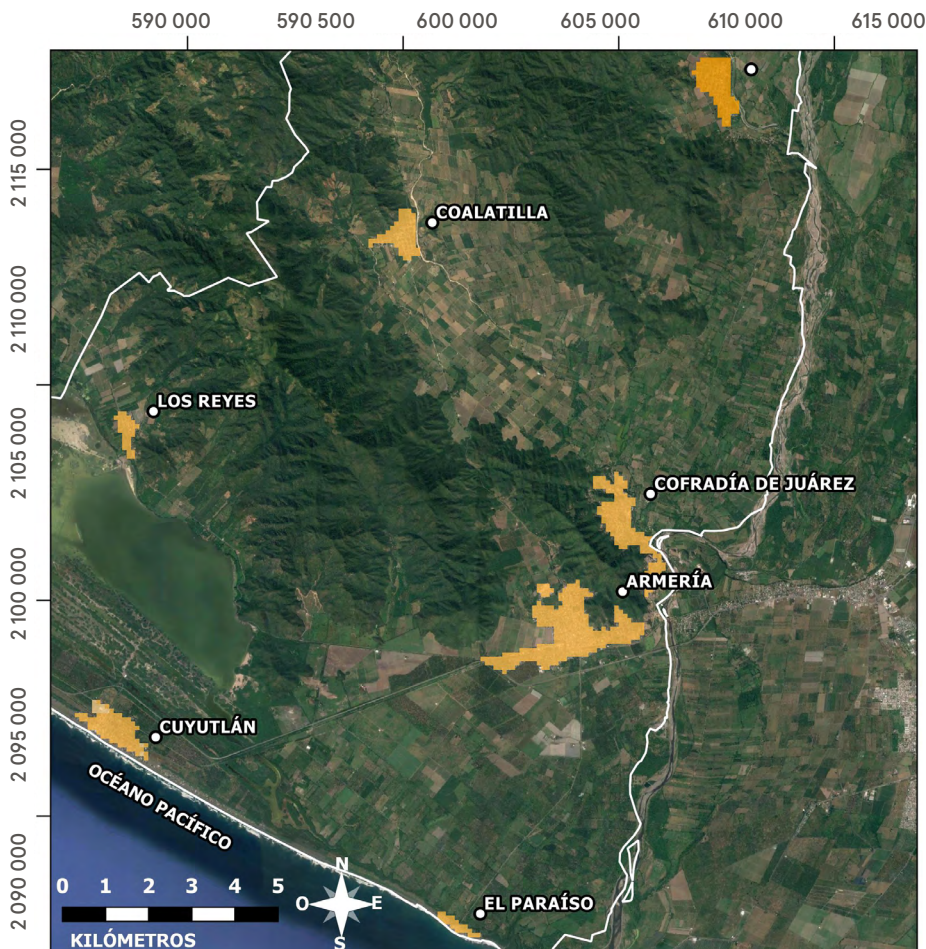 590 000
590 500
600 000
605 000
610 000
615 000
2 115 000
2 110 000
2 105 000
2 100 000
2 095 000
2 090 000
COALATILLA
LOS REYES
COFRADÍA DE JUÁREZ
ARMERÍA
CUYUTLÁN
OCÉANO PACÍFICO
EL PARAÍSO
N
O
E
S
0 1 2 3 4 5
KILÓMETROS